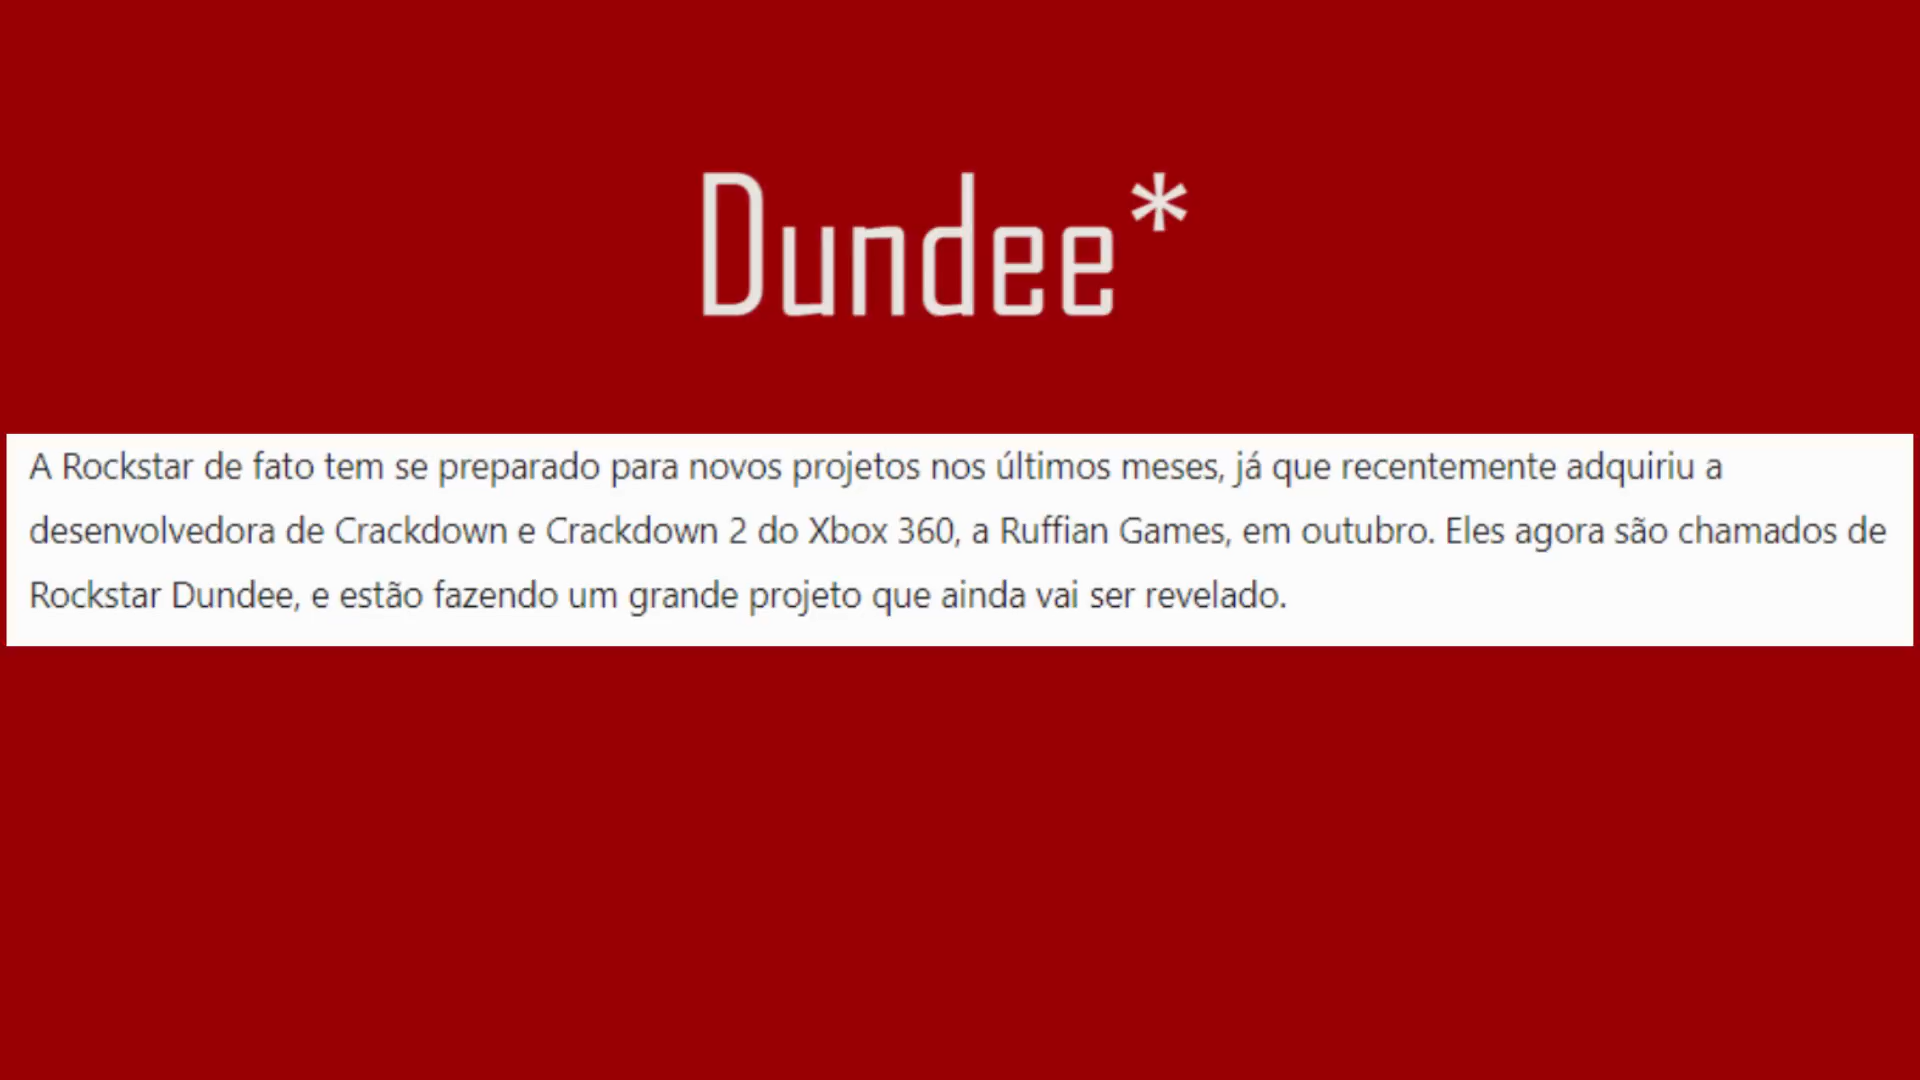 Dundee*
A Rockstar de fato tem se preparado para novos projetos nos últimos meses, já que recentemente adquiriu a
desenvolvedora de Crackdown e Crackdown 2 do Xbox 360, a Ruffian Games, em outubro. Eles agora são chamados de
Rockstar Dundee, e estão fazendo um grande projeto que ainda vai ser revelado.